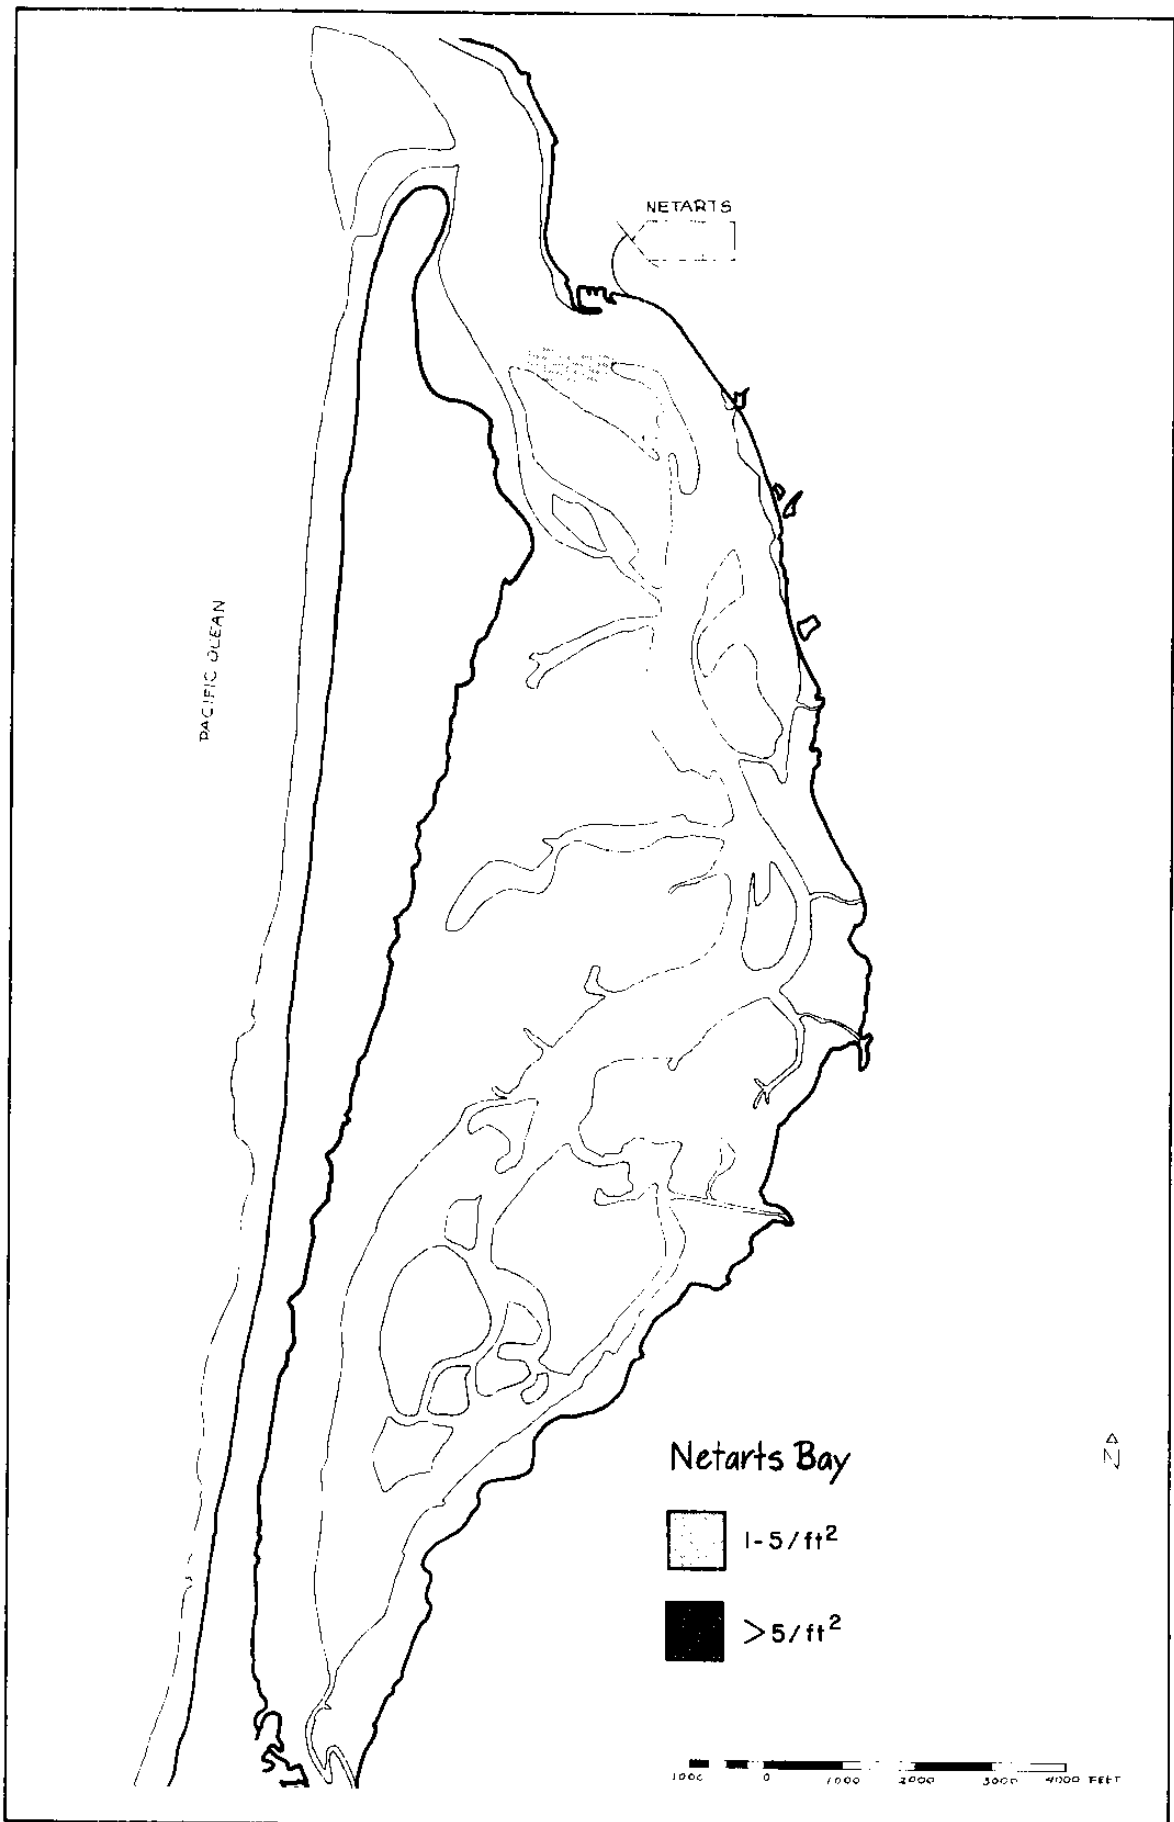 NETARTS
PACIFIC OCEAN
Netarts Bay
N
1-5/ft²
>5/ft²
1000 0 1000 2000 3000 4000 FEET